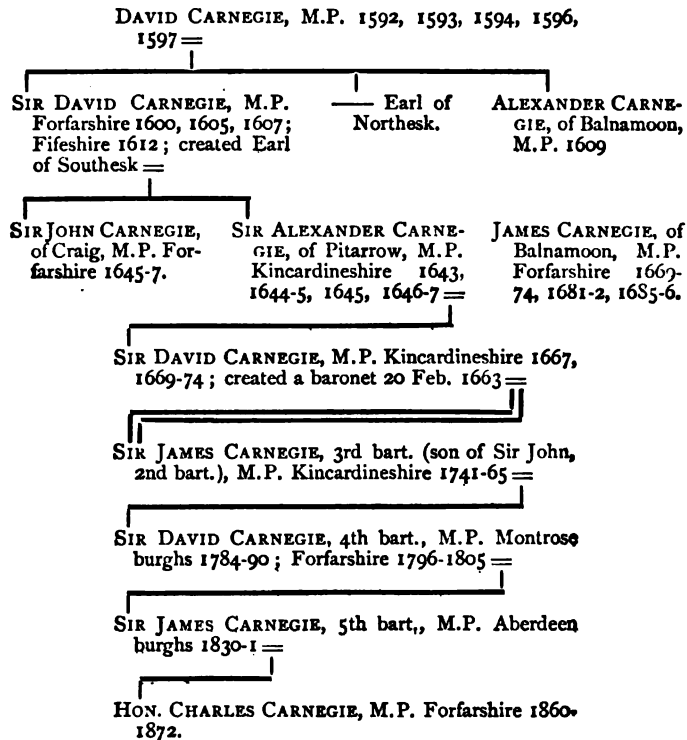 DAVID CARNEGIE, M.P. 1592, 1593, 1594, 1596,
1597 =
SIR DAVID CARNEGIE, M.P.
Forfarshire 1600, 1605, 1607;
Fifeshire 1612; created Earl
of Southesk =
—— Earl of
Northesk.
ALEXANDER CARNE-
GIE, of Balnamoon,
M.P. 1609
SIR JOHN CARNEGIE,
of Craig, M.P. For-
farshire 1645-7.
SIR ALEXANDER CARNE-
GIE, of Pitarrow, M.P.
Kincardineshire 1643,
1644-5, 1645, 1646-7 =
JAMES CARNEGIE, of
Balnamoon, M.P.
Forfarshire 1669-
74, 1681-2, 1685-6.
SIR DAVID CARNEGIE, M.P. Kincardineshire 1667,
1669-74; created a baronet 20 Feb. 1663 =
SIR JAMES CARNEGIE, 3rd bart. (son of Sir John,
2nd bart.), M.P. Kincardineshire 1741-65 =
SIR DAVID CARNEGIE, 4th bart., M.P. Montrose
burghs 1784-90; Forfarshire 1796-1805 =
SIR JAMES CARNEGIE, 5th bart., M.P. Aberdeen
burghs 1830-1 =
HON. CHARLES CARNEGIE, M.P. Forfarshire 1860-
1872.